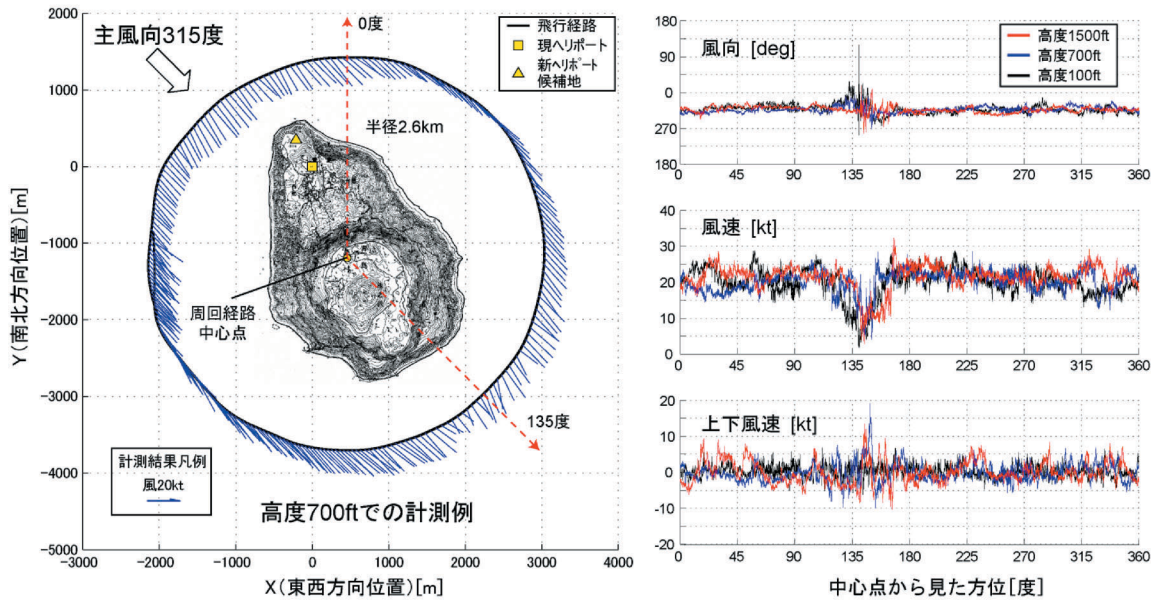 主風向315度
0度
飛行経路
現ヘリポート
新ヘリポート
候補地
半径2.6km
周回経路
中心点
135度
計測結果凡例
風20kt
高度700ftでの計測例
Y(南北方向位置)[m]
2000
1000
0
-1000
-2000
-3000
-4000
-5000
-3000 -2000 -1000 0 1000 2000 3000 4000
X(東西方向位置)[m]
風向 [deg]
高度1500ft
高度700ft
高度100ft
180
90
0
270
180
0 45 90 135 180 225 270 315 360
風速 [kt]
40
30
20
10
0
0 45 90 135 180 225 270 315 360
上下風速 [kt]
20
10
0
-10
-20
0 45 90 135 180 225 270 315 360
中心点から見た方位[度]